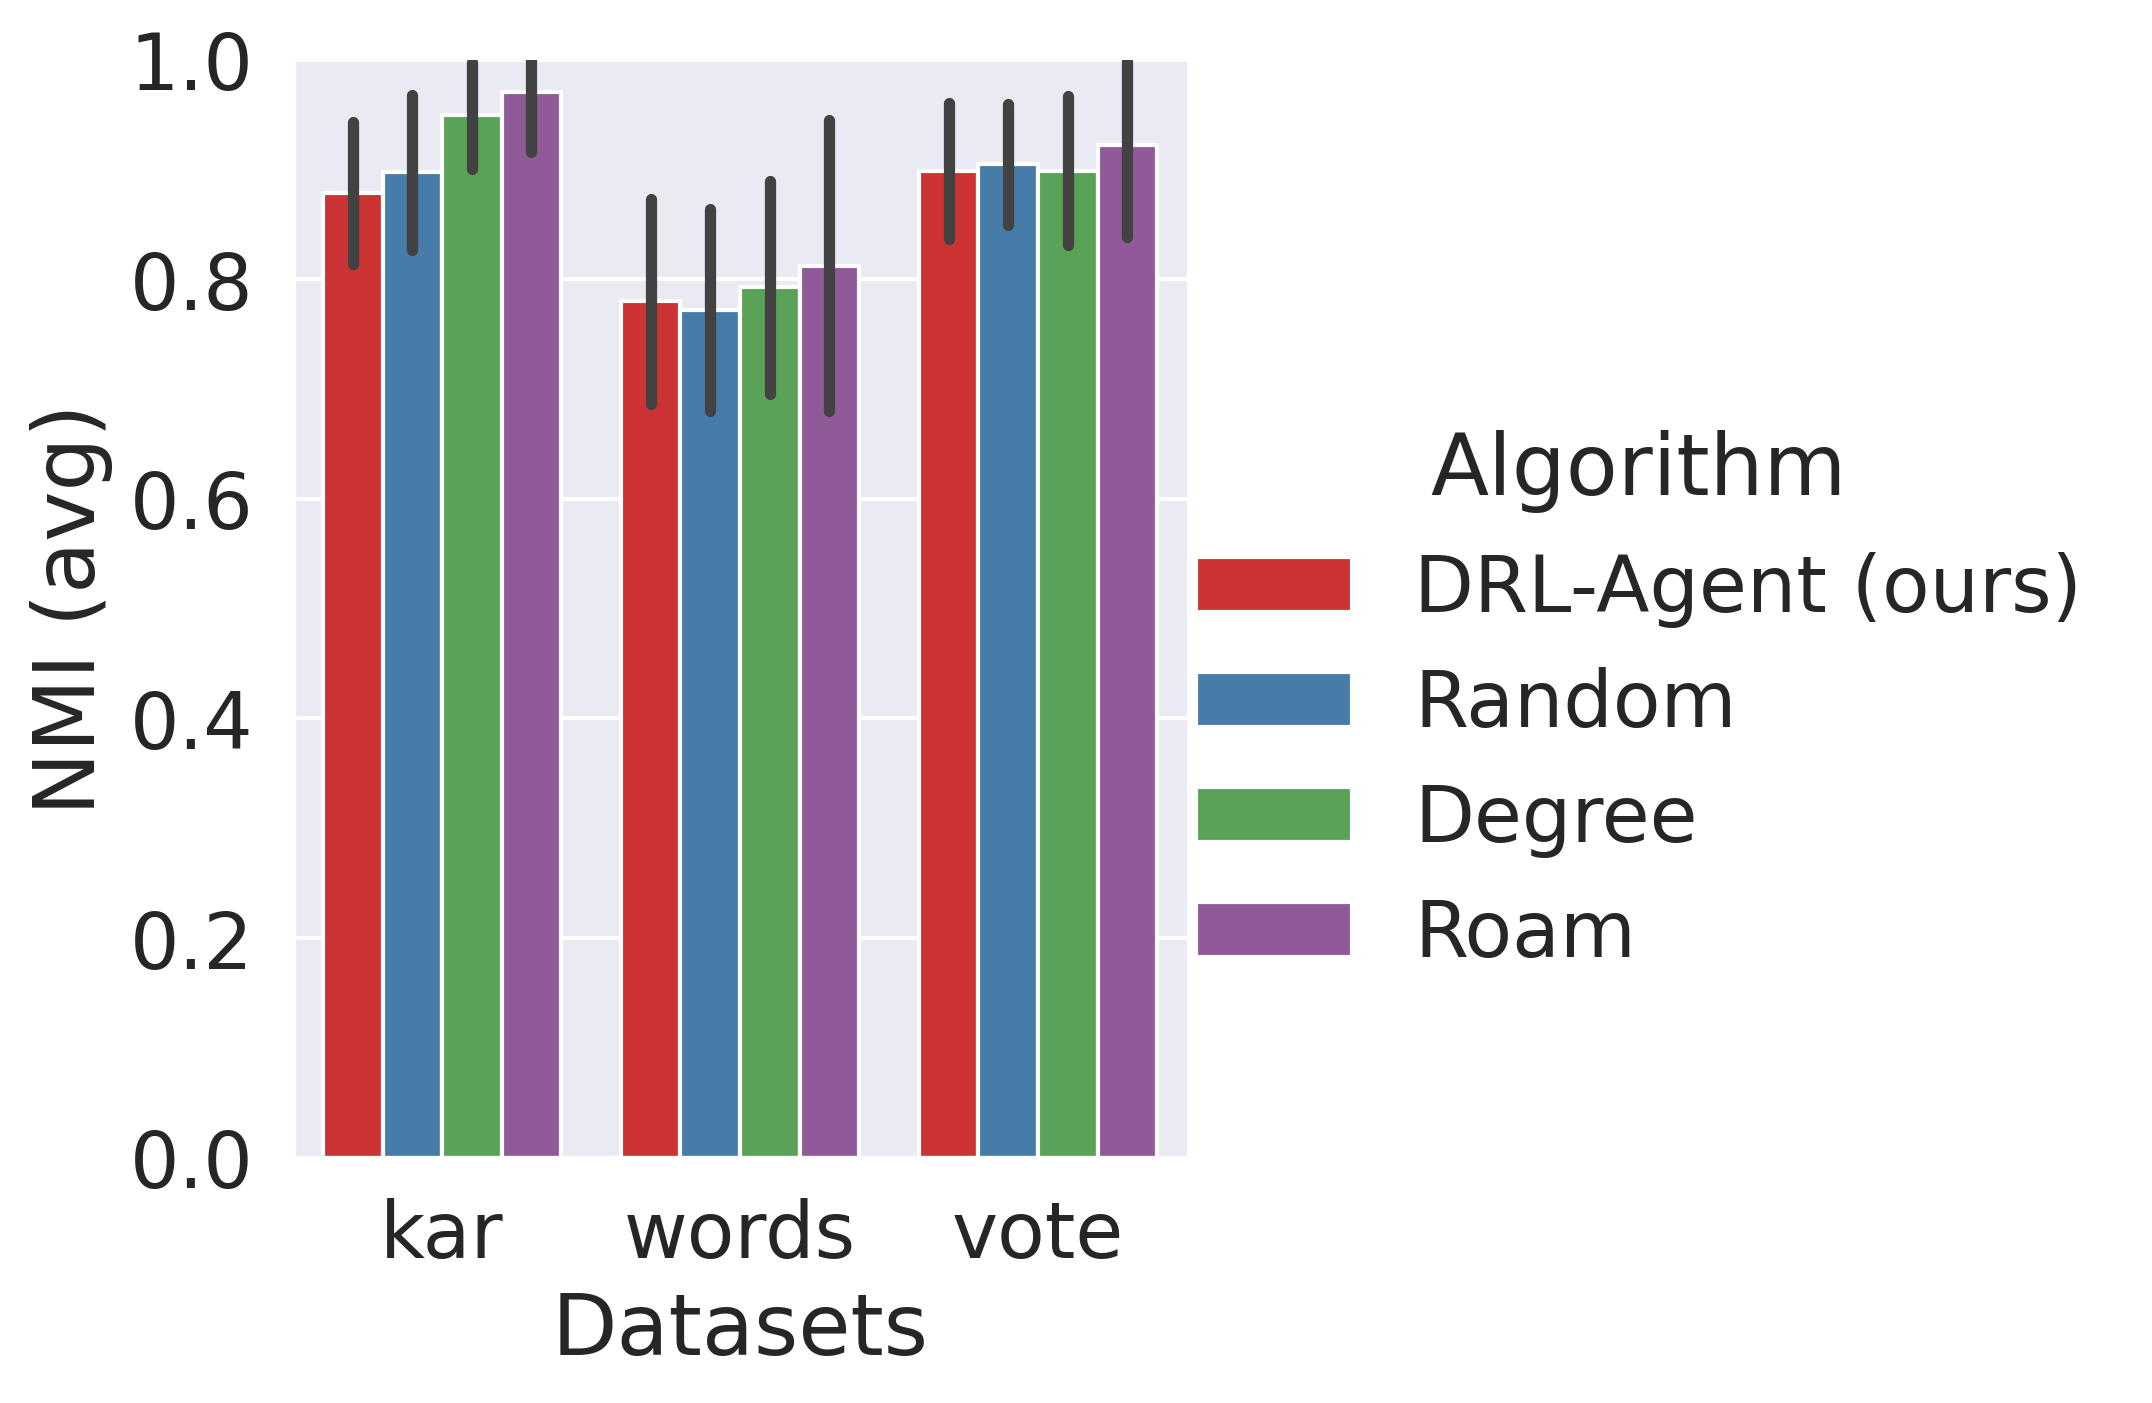 1.0
0.8
0.6
0.4
0.2
0.0
NMI (avg)
kar words vote
Datasets
Algorithm
DRL-Agent (ours)
Random
Degree
Roam